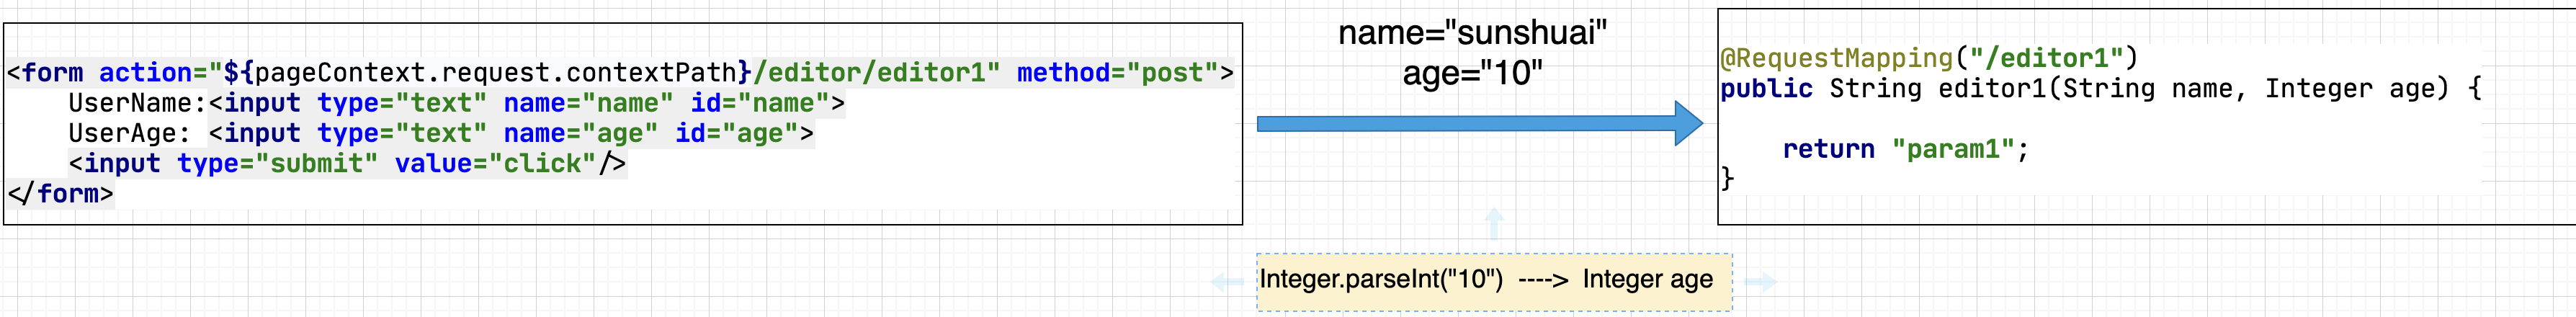 <form action="${pageContext.request.contextPath}/editor/editor1" method="post">
    UserName:<input type="text" name="name" id="name">
    UserAge: <input type="text" name="age" id="age">
    <input type="submit" value="click"/>
</form>
name="sunshuai"
age="10"
@RequestMapping("/editor1")
public String editor1(String name, Integer age) {
    return "param1";
}
Integer.parseInt("10") ----> Integer age